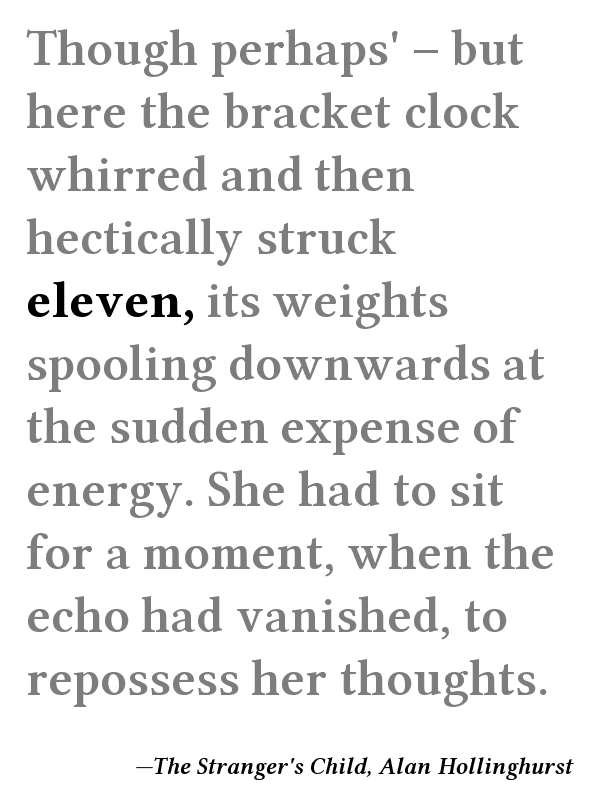 Though perhaps' – but
here the bracket clock
whirred and then
hectically struck
eleven, its weights
spooling downwards at
the sudden expense of
energy. She had to sit
for a moment, when the
echo had vanished, to
repossess her thoughts.
—The Stranger's Child, Alan Hollinghurst